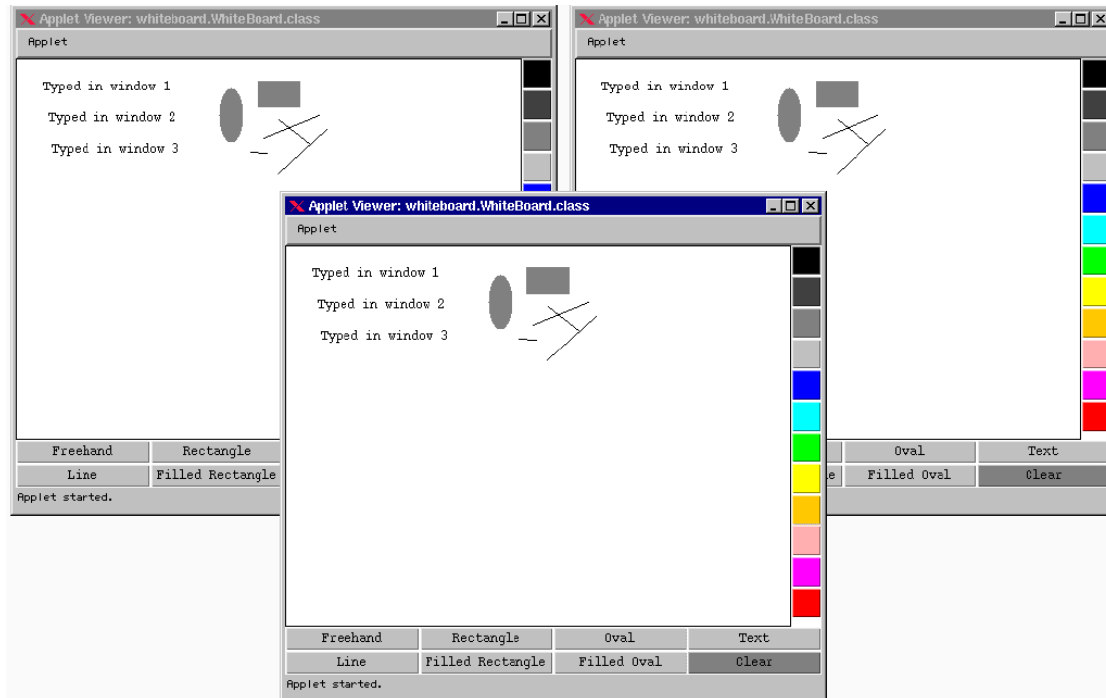 Applet Viewer: whiteboard.WhiteBoard.class
Applet
Typed in window 1
Typed in window 2
Typed in window 3
Freehand Rectangle
Line Filled Rectangle
Applet started.
Applet Viewer: whiteboard.WhiteBoard.class
Applet
Typed in window 1
Typed in window 2
Typed in window 3
Oval Text
Filled Oval Clear
Applet Viewer: whiteboard.WhiteBoard.class
Applet
Typed in window 1
Typed in window 2
Typed in window 3
Freehand Rectangle Oval Text
Line Filled Rectangle Filled Oval Clear
Applet started.